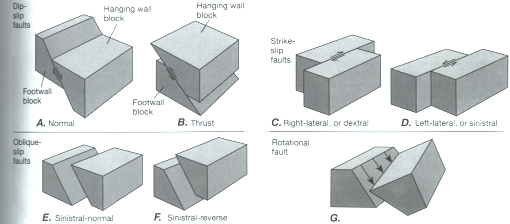 Dip-
slip
faults
Hanging wall
block
Footwall
block
A. Normal
Hanging wall
block
Footwall
block
B. Thrust
Strike-
slip
faults
C. Right-lateral, or dextral
D. Left-lateral, or sinistral
Oblique-
slip
faults
E. Sinistral-normal
F. Sinistral-reverse
Rotational
fault
G.